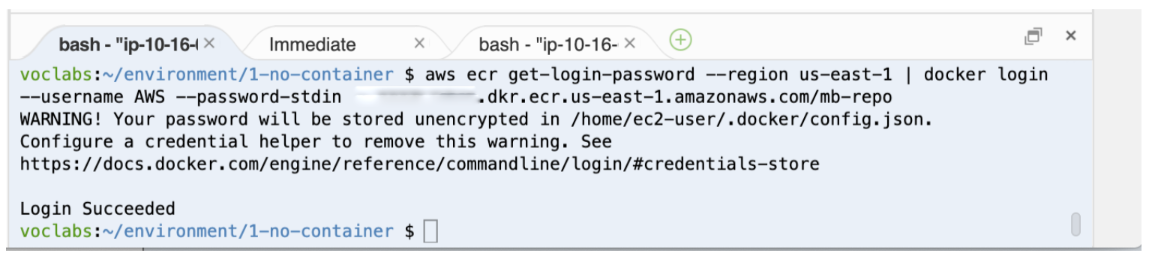 bash - "ip-10-16-
Immediate
bash - "ip-10-16-
voclabs:~/environment/1-no-container $ aws ecr get-login-password --region us-east-1 | docker login
--username AWS --password-stdin .dkr.ecr.us-east-1.amazonaws.com/mb-repo
WARNING! Your password will be stored unencrypted in /home/ec2-user/.docker/config.json.
Configure a credential helper to remove this warning. See
https://docs.docker.com/engine/reference/commandline/login/#credentials-store
Login Succeeded
voclabs:~/environment/1-no-container $